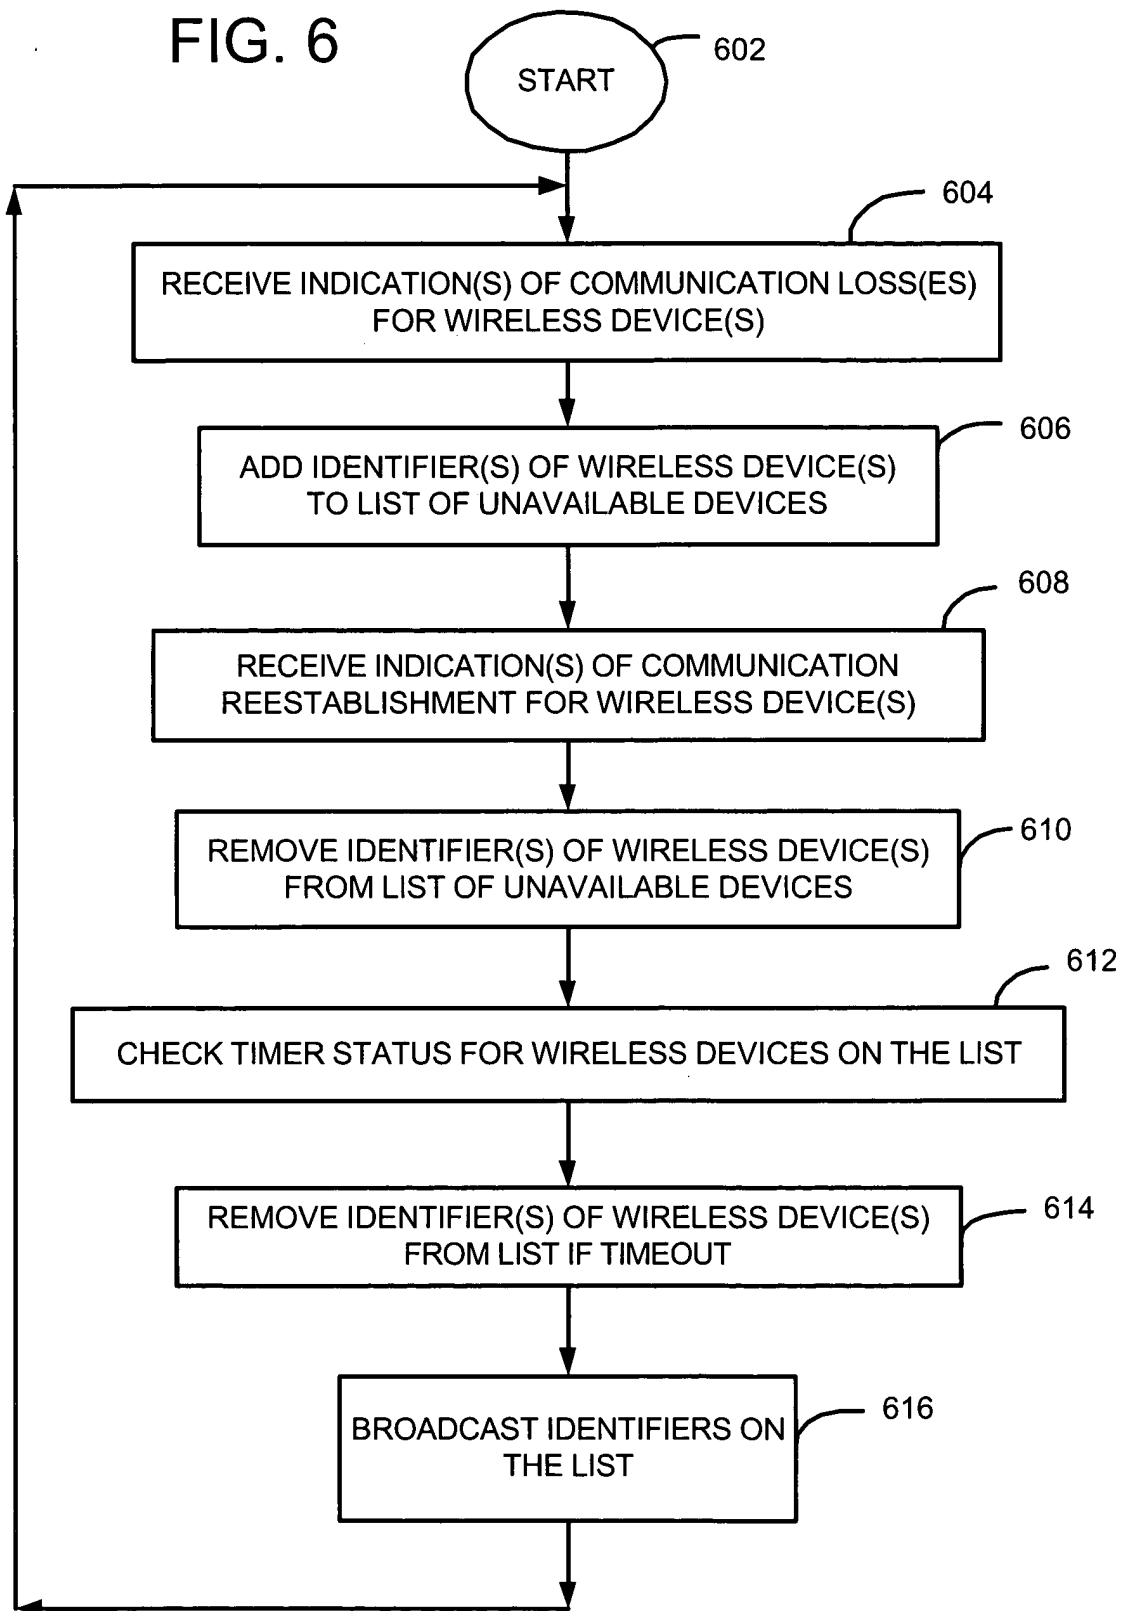 FIG. 6
602
START
604
RECEIVE INDICATION(S) OF COMMUNICATION LOSS(ES)
FOR WIRELESS DEVICE(S)
606
ADD IDENTIFIER(S) OF WIRELESS DEVICE(S)
TO LIST OF UNAVAILABLE DEVICES
608
RECEIVE INDICATION(S) OF COMMUNICATION
REESTABLISHMENT FOR WIRELESS DEVICE(S)
610
REMOVE IDENTIFIER(S) OF WIRELESS DEVICE(S)
FROM LIST OF UNAVAILABLE DEVICES
612
CHECK TIMER STATUS FOR WIRELESS DEVICES ON THE LIST
614
REMOVE IDENTIFIER(S) OF WIRELESS DEVICE(S)
FROM LIST IF TIMEOUT
616
BROADCAST IDENTIFIERS ON
THE LIST